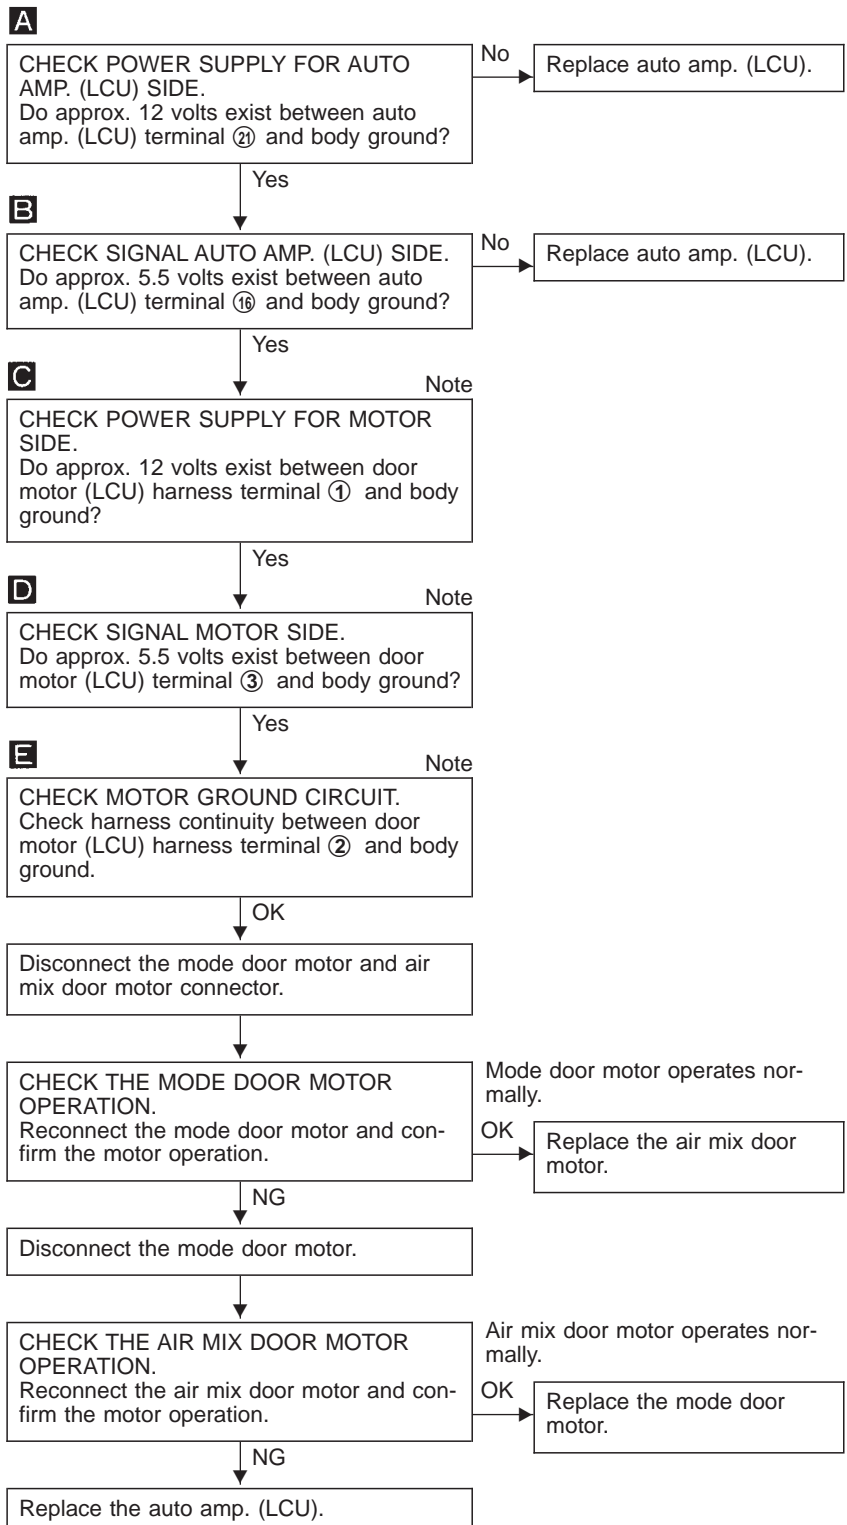 A
CHECK POWER SUPPLY FOR AUTO
AMP. (LCU) SIDE.
Do approx. 12 volts exist between auto
amp. (LCU) terminal ㉑ and body ground?
No
Replace auto amp. (LCU).
Yes
B
CHECK SIGNAL AUTO AMP. (LCU) SIDE.
Do approx. 5.5 volts exist between auto
amp. (LCU) terminal ⑯ and body ground?
No
Replace auto amp. (LCU).
Yes
C
Note
CHECK POWER SUPPLY FOR MOTOR
SIDE.
Do approx. 12 volts exist between door
motor (LCU) harness terminal ① and body
ground?
Yes
D
Note
CHECK SIGNAL MOTOR SIDE.
Do approx. 5.5 volts exist between door
motor (LCU) terminal ③ and body ground?
Yes
E
Note
CHECK MOTOR GROUND CIRCUIT.
Check harness continuity between door
motor (LCU) harness terminal ② and body
ground.
OK
Disconnect the mode door motor and air
mix door motor connector.
CHECK THE MODE DOOR MOTOR
OPERATION.
Reconnect the mode door motor and con-
firm the motor operation.
Mode door motor operates nor-
mally.
OK
Replace the air mix door
motor.
NG
Disconnect the mode door motor.
CHECK THE AIR MIX DOOR MOTOR
OPERATION.
Reconnect the air mix door motor and con-
firm the motor operation.
Air mix door motor operates nor-
mally.
OK
Replace the mode door
motor.
NG
Replace the auto amp. (LCU).